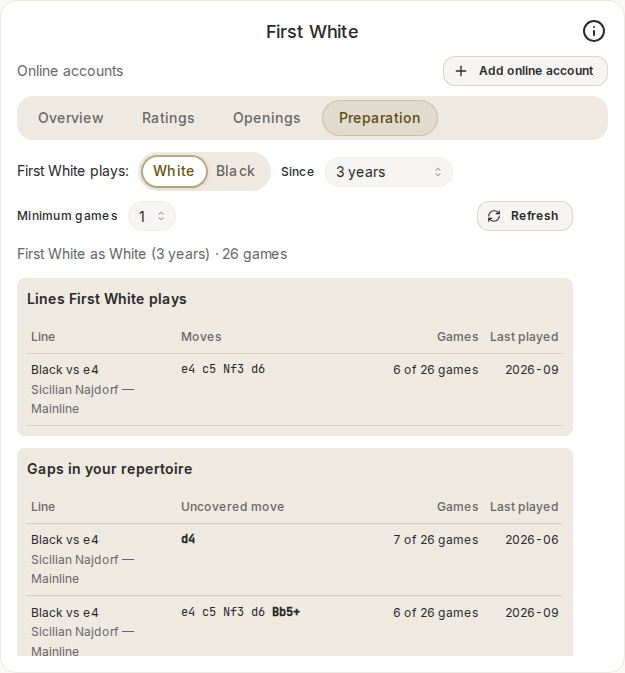 First White
Online accounts
Add online account
Overview Ratings Openings Preparation
First White plays: White Black Since 3 years
Minimum games 1 Refresh
First White as White (3 years) · 26 games
Lines First White plays
Line Moves Games Last played
Black vs e4 e4 c5 Nf3 d6 6 of 26 games 2026-09
Sicilian Najdorf —
Mainline
Gaps in your repertoire
Line Uncovered move Games Last played
Black vs e4 d4 7 of 26 games 2026-06
Sicilian Najdorf —
Mainline
Black vs e4 e4 c5 Nf3 d6 Bb5+ 6 of 26 games 2026-09
Sicilian Najdorf —
Mainline